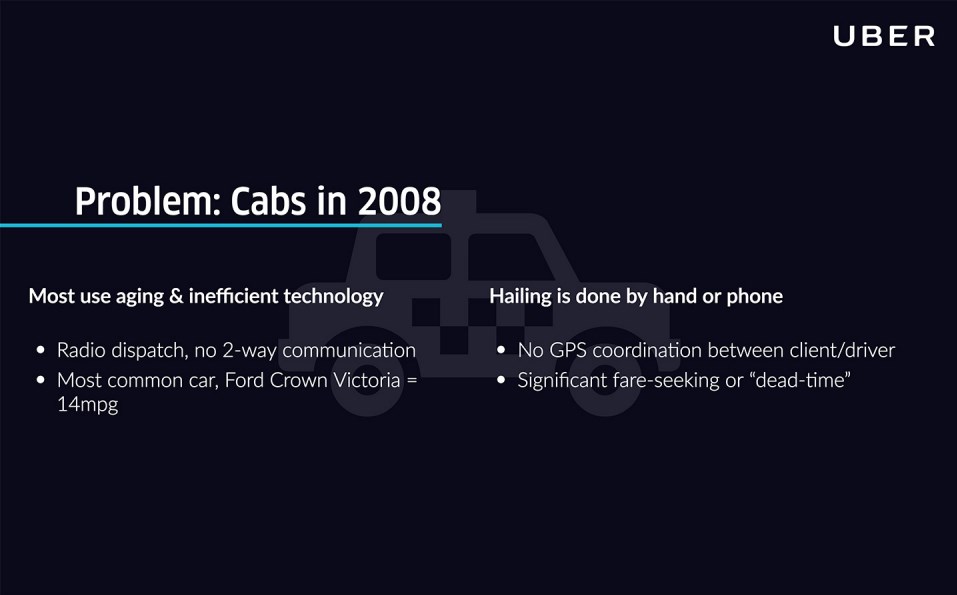 UBER
Problem: Cabs in 2008
Most use aging & inefficient technology
• Radio dispatch, no 2-way communication
• Most common car, Ford Crown Victoria =
14mpg
Hailing is done by hand or phone
• No GPS coordination between client/driver
• Significant fare-seeking or “dead-time”